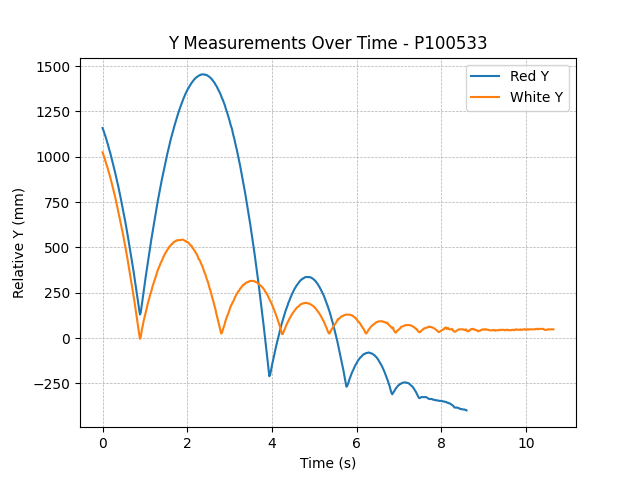 Y Measurements Over Time - P100533
Red Y
White Y
Relative Y (mm)
1500
1250
1000
750
500
250
0
−250
0 2 4 6 8 10
Time (s)